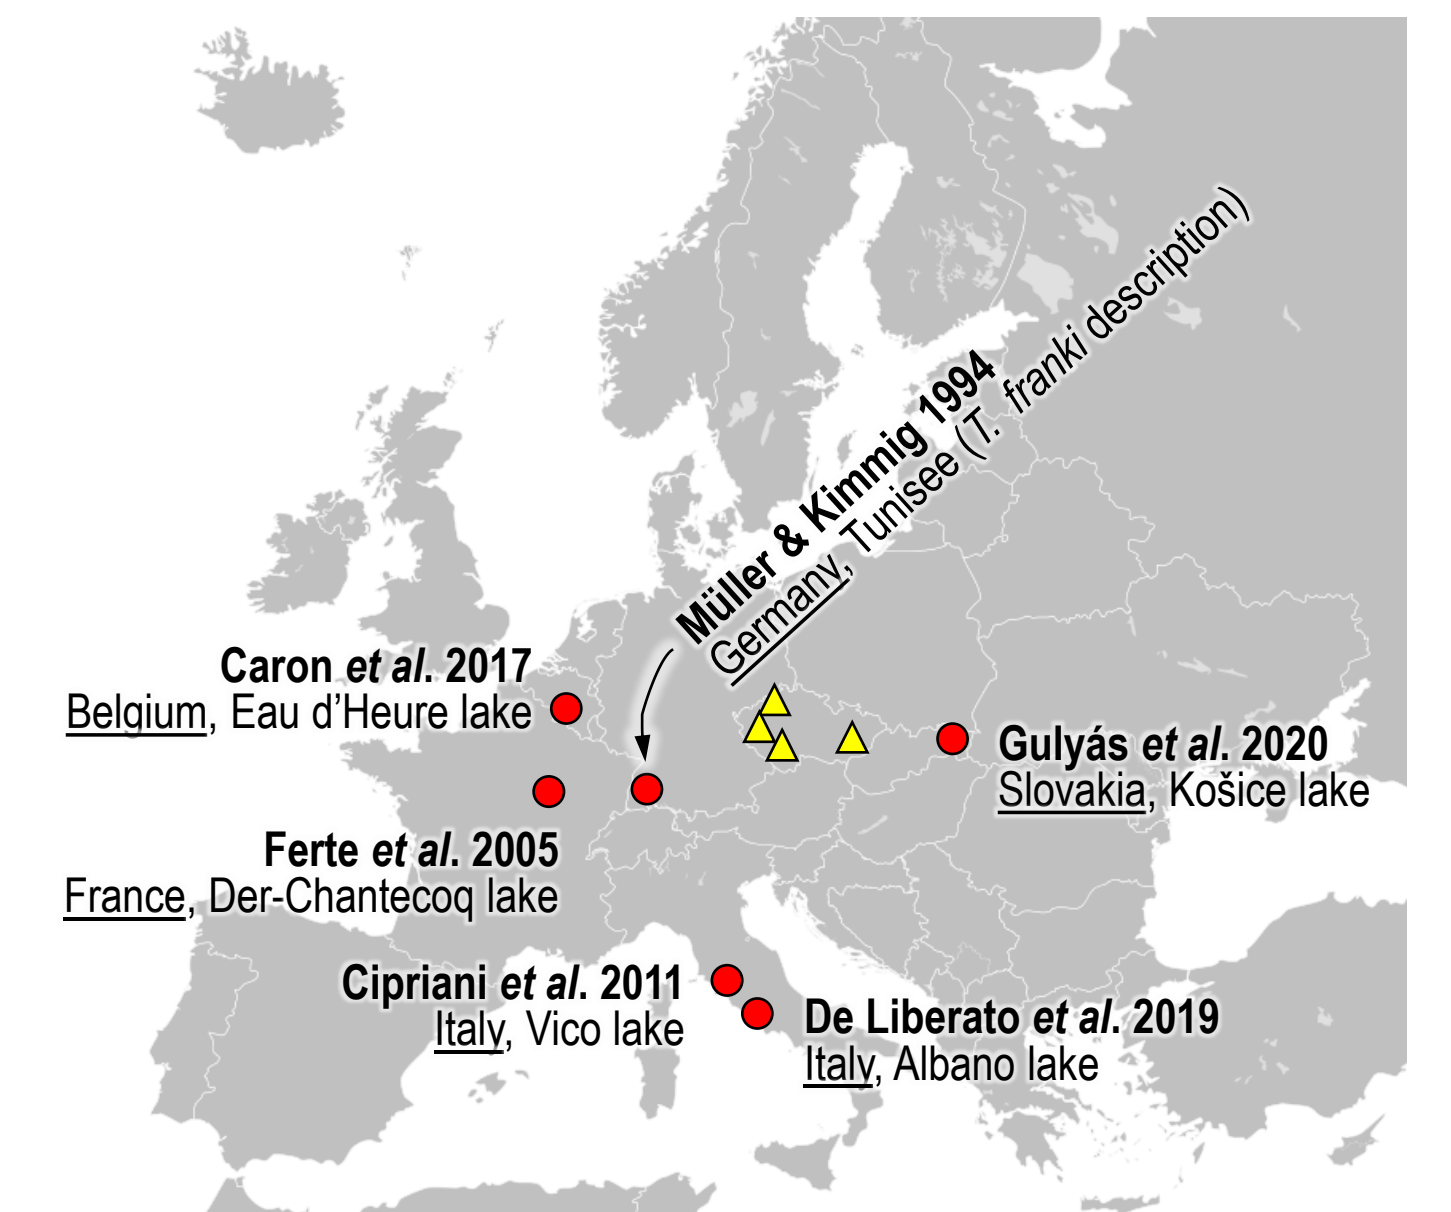 Müller & Kimmig 1994
Germany, Tunisee (T. franki description)
Caron et al. 2017
Belgium, Eau d’Heure lake
Gulyás et al. 2020
Slovakia, Košice lake
Ferte et al. 2005
France, Der-Chantecoq lake
Cipriani et al. 2011
Italy, Vico lake
De Liberato et al. 2019
Italy, Albano lake